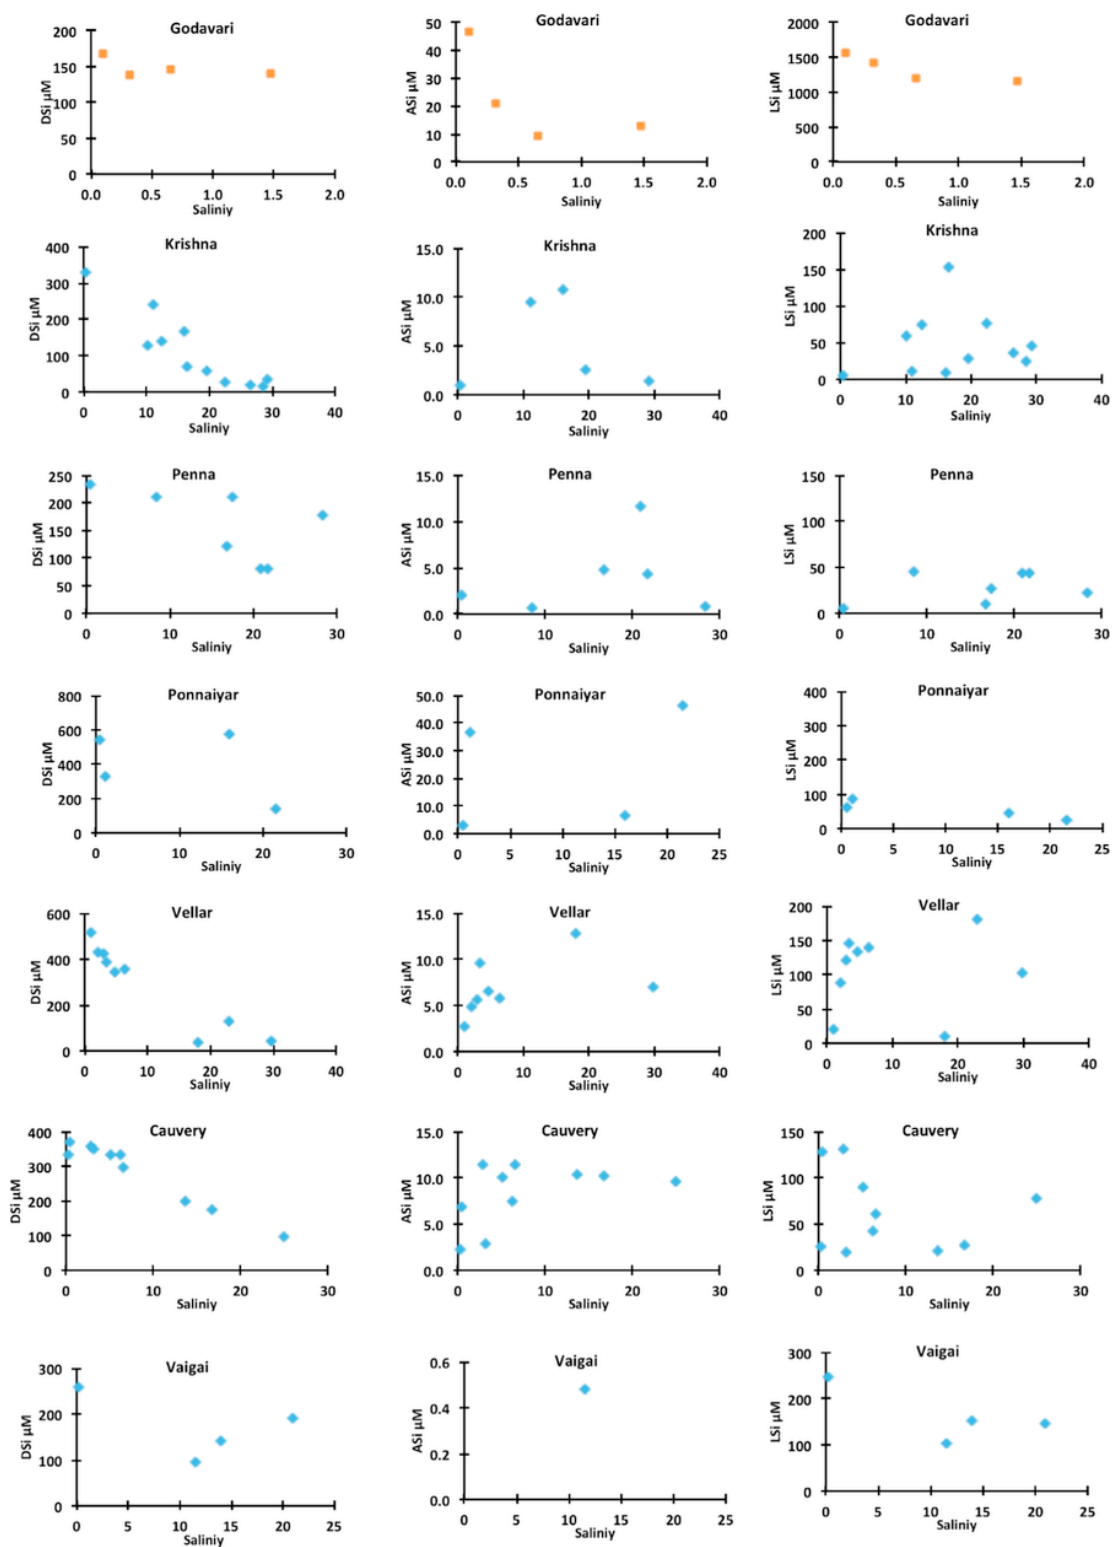 Godavari
200
150
100
50
0
DSi µM
0.0 0.5 1.0 1.5 2.0
Saliniy
Godavari
50
40
30
20
10
0
ASi µM
0.0 0.5 1.0 1.5 2.0
Saliniy
Godavari
2000
1500
1000
500
0
LSi µM
0.0 0.5 1.0 1.5 2.0
Saliniy
Krishna
400
300
200
100
0
DSi µM
0 10 20 30 40
Saliniy
Krishna
15.0
10.0
5.0
0.0
ASi µM
0 10 20 30 40
Saliniy
Krishna
200
150
100
50
0
LSi µM
0 10 20 30 40
Saliniy
Penna
250
200
150
100
50
0
DSi µM
0 10 20 30
Saliniy
Penna
15.0
10.0
5.0
0.0
ASi µM
0 10 20 30
Saliniy
Penna
150
100
50
0
LSi µM
0 10 20 30
Saliniy
Ponnaiyar
800
600
400
200
0
DSi µM
0 10 20 30
Saliniy
Ponnaiyar
50.0
40.0
30.0
20.0
10.0
0.0
ASi µM
0 5 10 15 20 25
Saliniy
Ponnaiyar
400
300
200
100
0
LSi µM
0 5 10 15 20 25
Saliniy
Vellar
600
400
200
0
DSi µM
0 10 20 30 40
Saliniy
Vellar
15.0
10.0
5.0
0.0
ASi µM
0 10 20 30 40
Saliniy
Vellar
200
150
100
50
0
LSi µM
0 10 20 30 40
Saliniy
Cauvery
400
300
200
100
0
DSi µM
0 10 20 30
Saliniy
Cauvery
15.0
10.0
5.0
0.0
ASi µM
0 10 20 30
Saliniy
Cauvery
150
100
50
0
LSi µM
0 10 20 30
Saliniy
Vaigai
300
200
100
0
DSi µM
0 5 10 15 20 25
Saliniy
Vaigai
0.6
0.4
0.2
0.0
ASi µM
0 5 10 15 20 25
Saliniy
Vaigai
300
200
100
0
LSi µM
0 5 10 15 20 25
Saliniy